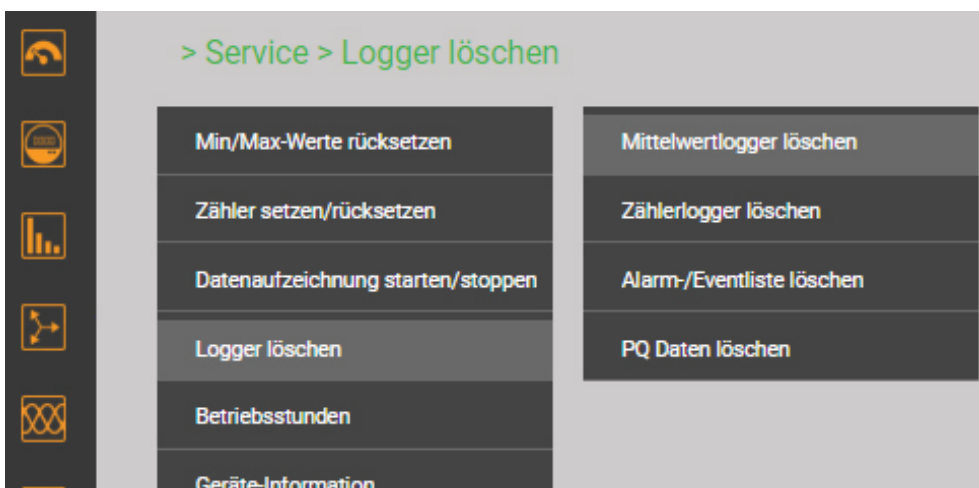 > Service > Logger löschen
Min/Max-Werte rücksetzen
Zähler setzen/rücksetzen
Datenaufzeichnung starten/stoppen
Logger löschen
Betriebsstunden
Geräte-Information
Mittelwertlogger löschen
Zählerlogger löschen
Alarm-/Eventliste löschen
PQ Daten löschen